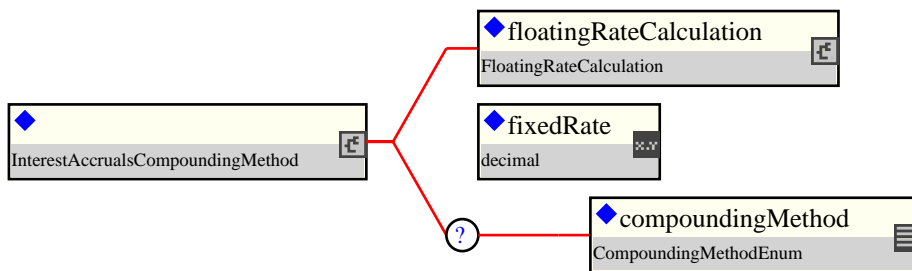 floatingRateCalculation
FloatingRateCalculation
InterestAccrualsCompoundingMethod
fixedRate
X.Y
decimal
?
compoundingMethod
CompoundingMethodEnum